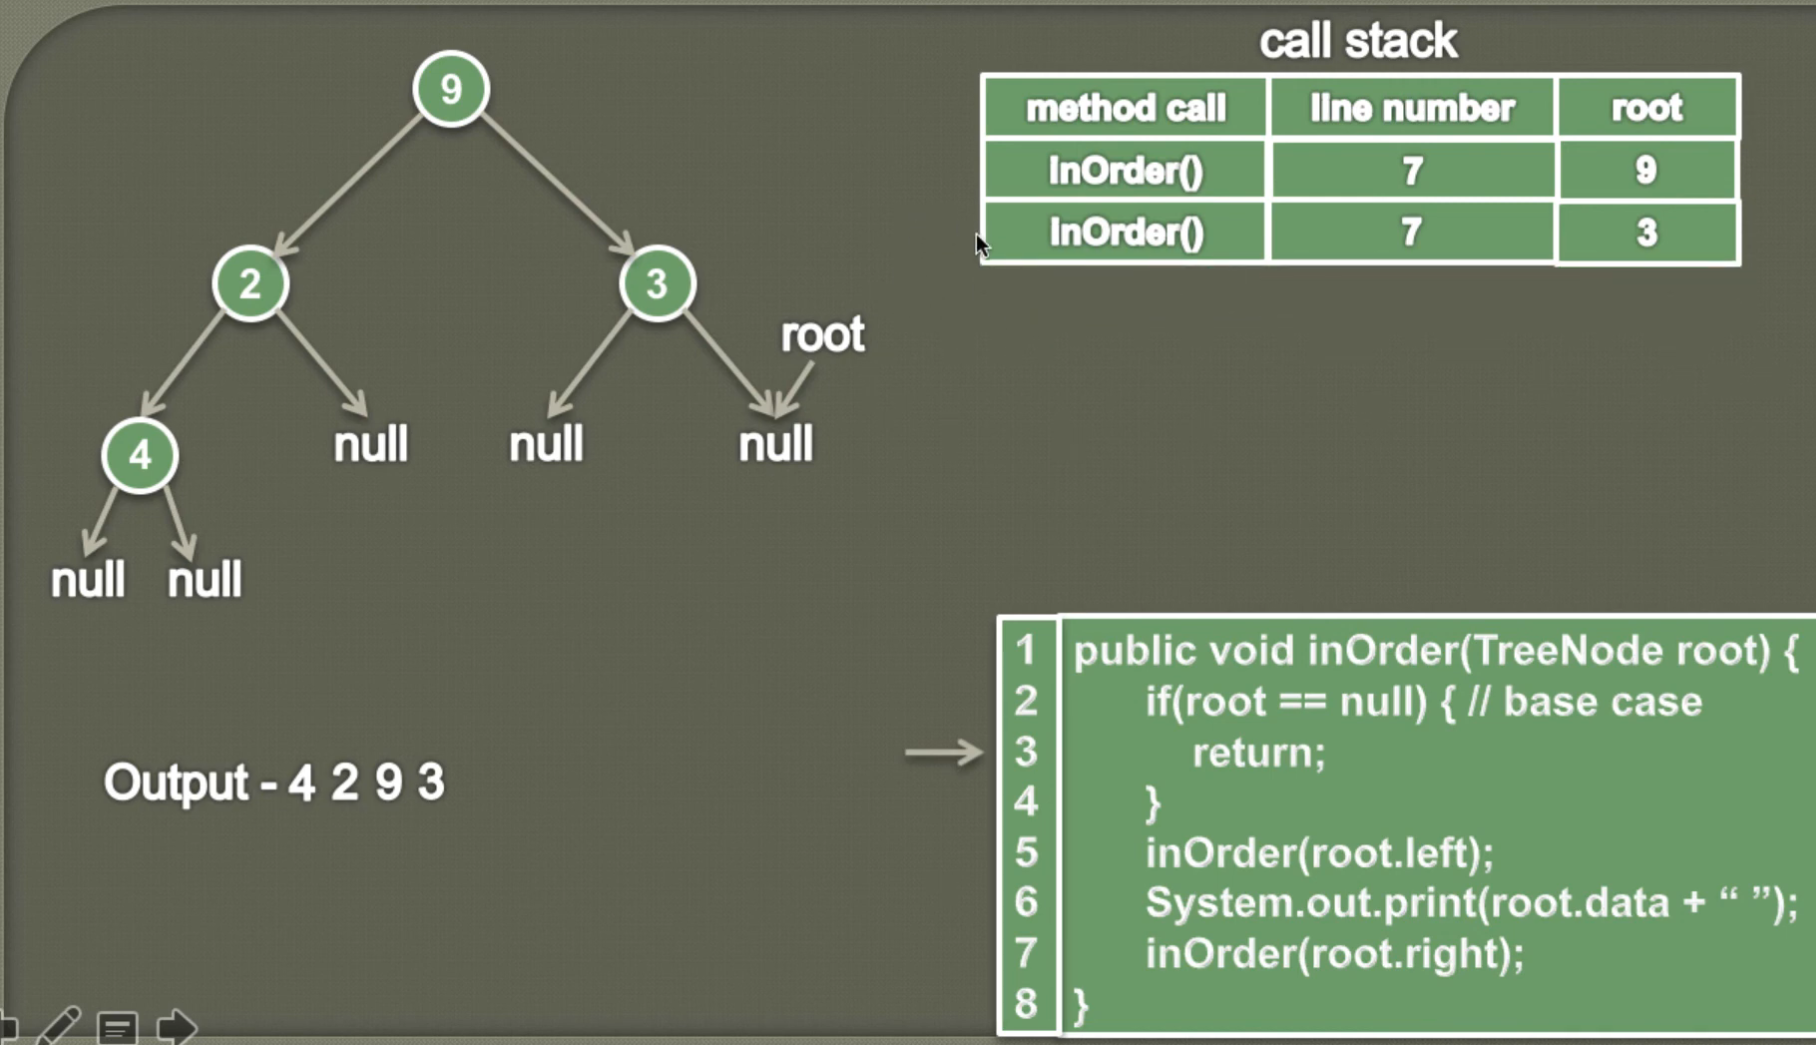 9
2
3
root
4
null
null
null
null
null
Output - 4 2 9 3
call stack
method call line number root
InOrder() 7 9
InOrder() 7 3
1 public void inOrder(TreeNode root) {
2 if(root == null) { // base case
3 return;
4 }
5 inOrder(root.left);
6 System.out.print(root.data + “ ”);
7 inOrder(root.right);
8 }